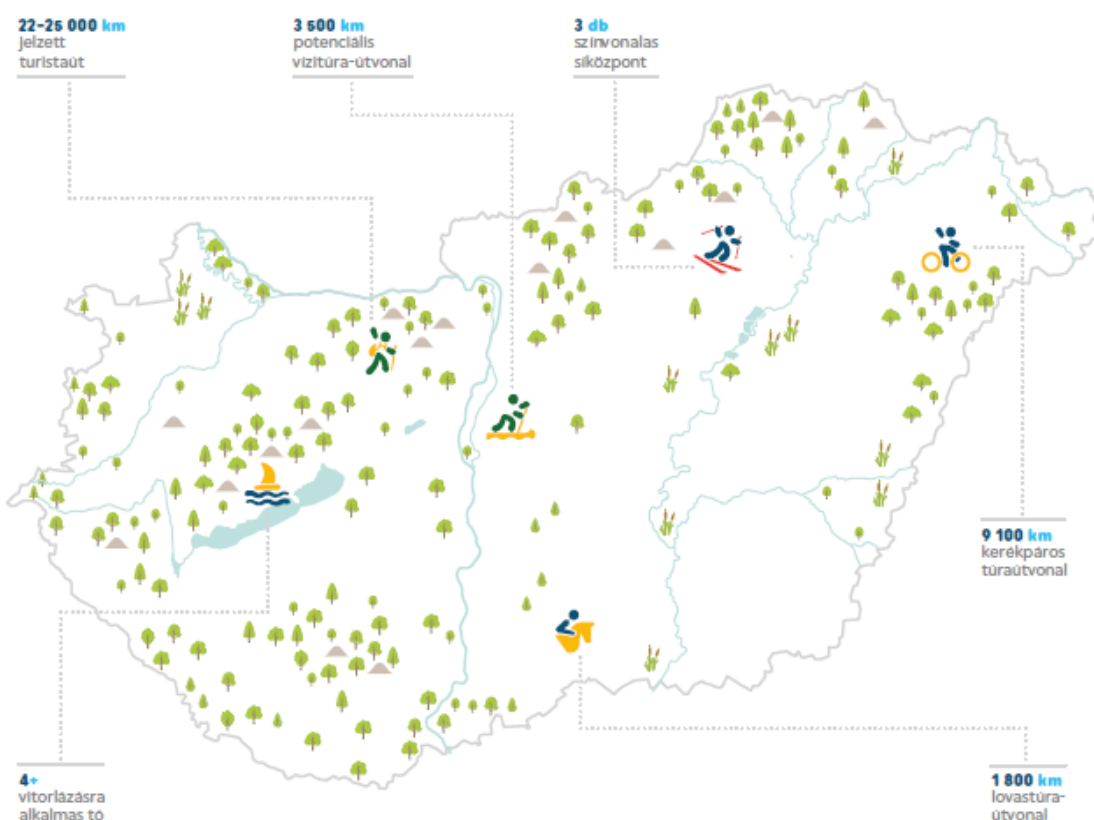 22-25 000 km
jelzett
turistaút
3 500 km
potenciális
vízitúra-útvonal
3 db
színvonalas
síközpont
9 100 km
kerékpáros
túraútvonal
4+
vitorlázásra
alkalmas tó
1 800 km
lovastúra-
útvonal